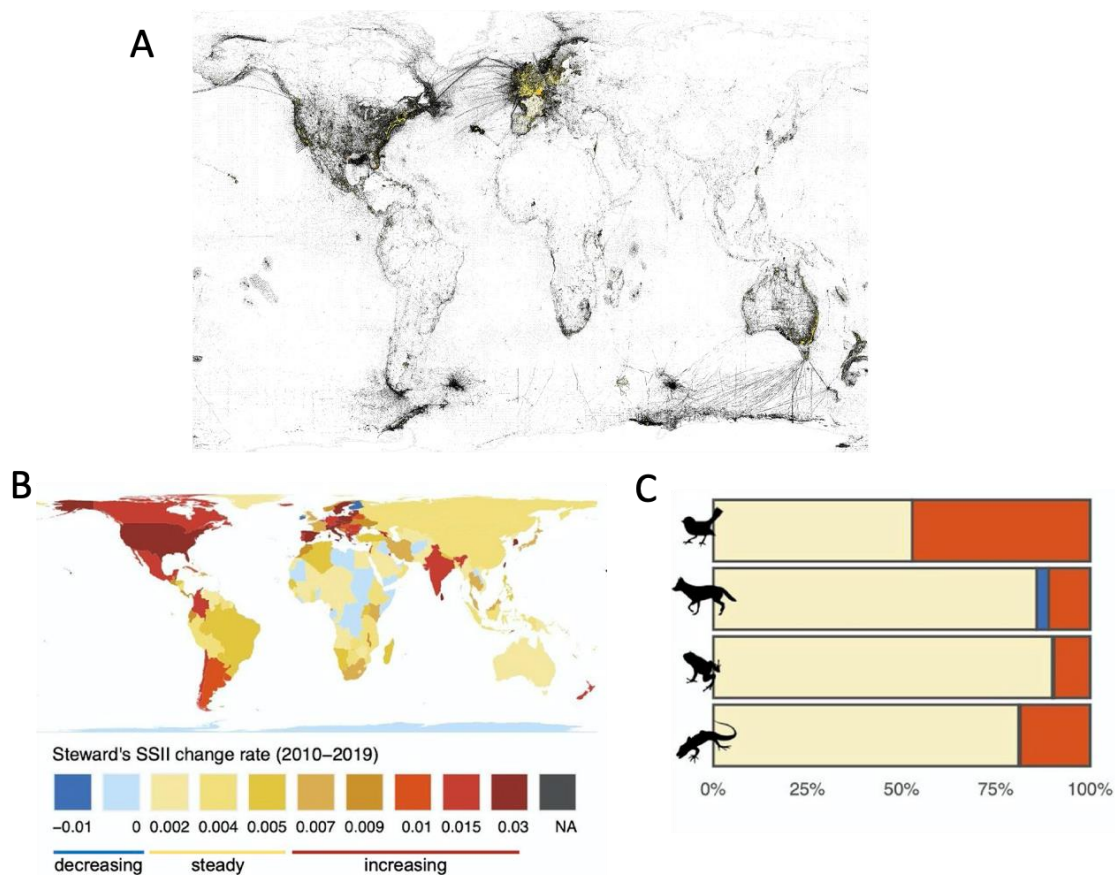 A
B
C
Steward's SSII change rate (2010–2019)
−0.01 0 0.002 0.004 0.005 0.007 0.009 0.01 0.015 0.03 NA
decreasing steady increasing
0% 25% 50% 75% 100%